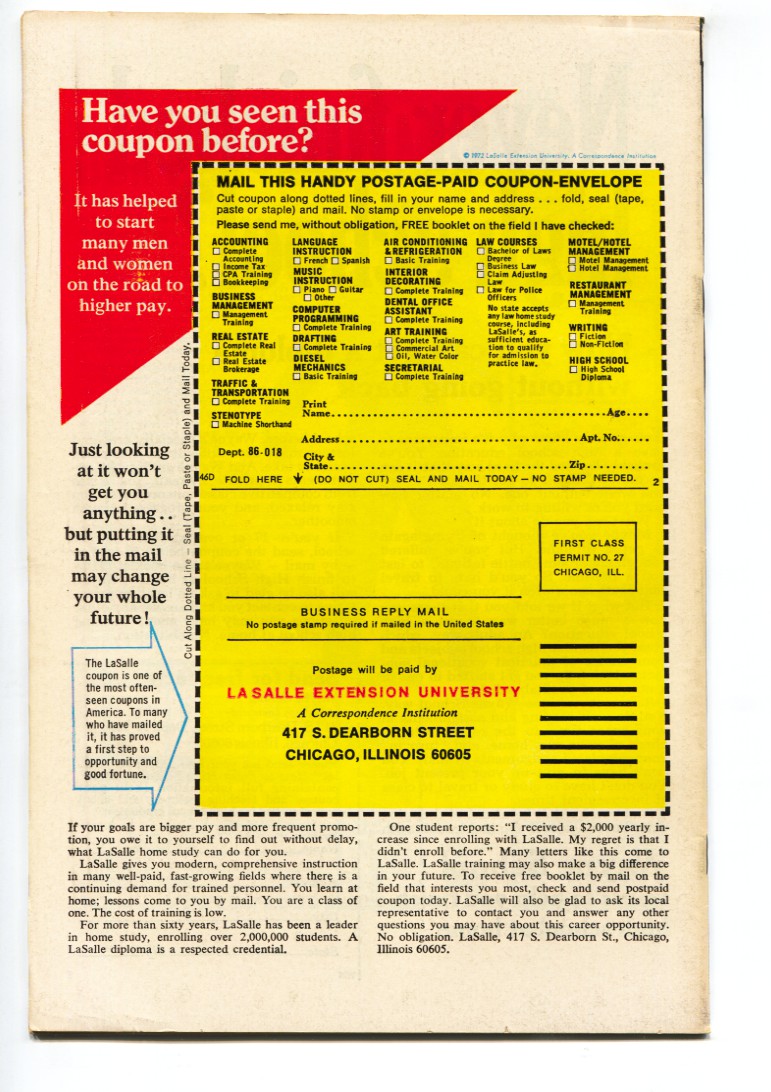 Have you seen this
coupon before?
© 1972 LaSalle Extension University, A Correspondence Institution
It has helped
to start
many men
and women
on the road to
higher pay.
MAIL THIS HANDY POSTAGE-PAID COUPON-ENVELOPE
Cut coupon along dotted lines, fill in your name and address . . . fold, seal (tape,
paste or staple) and mail. No stamp or envelope is necessary.
Please send me, without obligation, FREE booklet on the field I have checked:
ACCOUNTING
Complete
Accounting
Income Tax
CPA Training
Bookkeeping
BUSINESS
MANAGEMENT
Management
Training
REAL ESTATE
Complete Real
Estate
Real Estate
Brokerage
TRAFFIC &
TRANSPORTATION
Complete Training
STENOTYPE
Machine Shorthand
LANGUAGE
INSTRUCTION
French Spanish
MUSIC
INSTRUCTION
Piano Guitar
Other
COMPUTER
PROGRAMMING
Complete Training
DRAFTING
Complete Training
DIESEL
MECHANICS
Basic Training
AIR CONDITIONING
& REFRIGERATION
Basic Training
INTERIOR
DECORATING
Complete Training
DENTAL OFFICE
ASSISTANT
Complete Training
ART TRAINING
Complete Training
Commercial Art
Oil, Water Color
SECRETARIAL
Complete Training
LAW COURSES
Bachelor of Laws
Degree
Business Law
Claim Adjusting
Law
Law for Police
Officers
No state accepts
any law home study
course, including
LaSalle's, as
sufficient educa-
tion to qualify
for admission to
practice law.
MOTEL/HOTEL
MANAGEMENT
Motel Management
Hotel Management
RESTAURANT
MANAGEMENT
Management
Training
WRITING
Fiction
Non-Fiction
HIGH SCHOOL
High School
Diploma
Print
Name Age
Address Apt. No.
Dept. 86-018
City &
State Zip
46D FOLD HERE (DO NOT CUT) SEAL AND MAIL TODAY — NO STAMP NEEDED. 2
Cut Along Dotted Line — Seal (Tape, Paste or Staple) and Mail Today.
Just looking
at it won't
get you
anything . .
but putting it
in the mail
may change
your whole
future!
The LaSalle
coupon is one of
the most often-
seen coupons in
America. To many
who have mailed
it, it has proved
a first step to
opportunity and
good fortune.
FIRST CLASS
PERMIT NO. 27
CHICAGO, ILL.
BUSINESS REPLY MAIL
No postage stamp required if mailed in the United States
Postage will be paid by
LA SALLE EXTENSION UNIVERSITY
A Correspondence Institution
417 S. DEARBORN STREET
CHICAGO, ILLINOIS 60605
If your goals are bigger pay and more frequent promo-
tion, you owe it to yourself to find out without delay,
what LaSalle home study can do for you.
LaSalle gives you modern, comprehensive instruction
in many well-paid, fast-growing fields where there is a
continuing demand for trained personnel. You learn at
home; lessons come to you by mail. You are a class of
one. The cost of training is low.
For more than sixty years, LaSalle has been a leader
in home study, enrolling over 2,000,000 students. A
LaSalle diploma is a respected credential.
One student reports: "I received a $2,000 yearly in-
crease since enrolling with LaSalle. My regret is that I
didn't enroll before." Many letters like this come to
LaSalle. LaSalle training may also make a big difference
in your future. To receive free booklet by mail on the
field that interests you most, check and send postpaid
coupon today. LaSalle will also be glad to ask its local
representative to contact you and answer any other
questions you may have about this career opportunity.
No obligation. LaSalle, 417 S. Dearborn St., Chicago,
Illinois 60605.